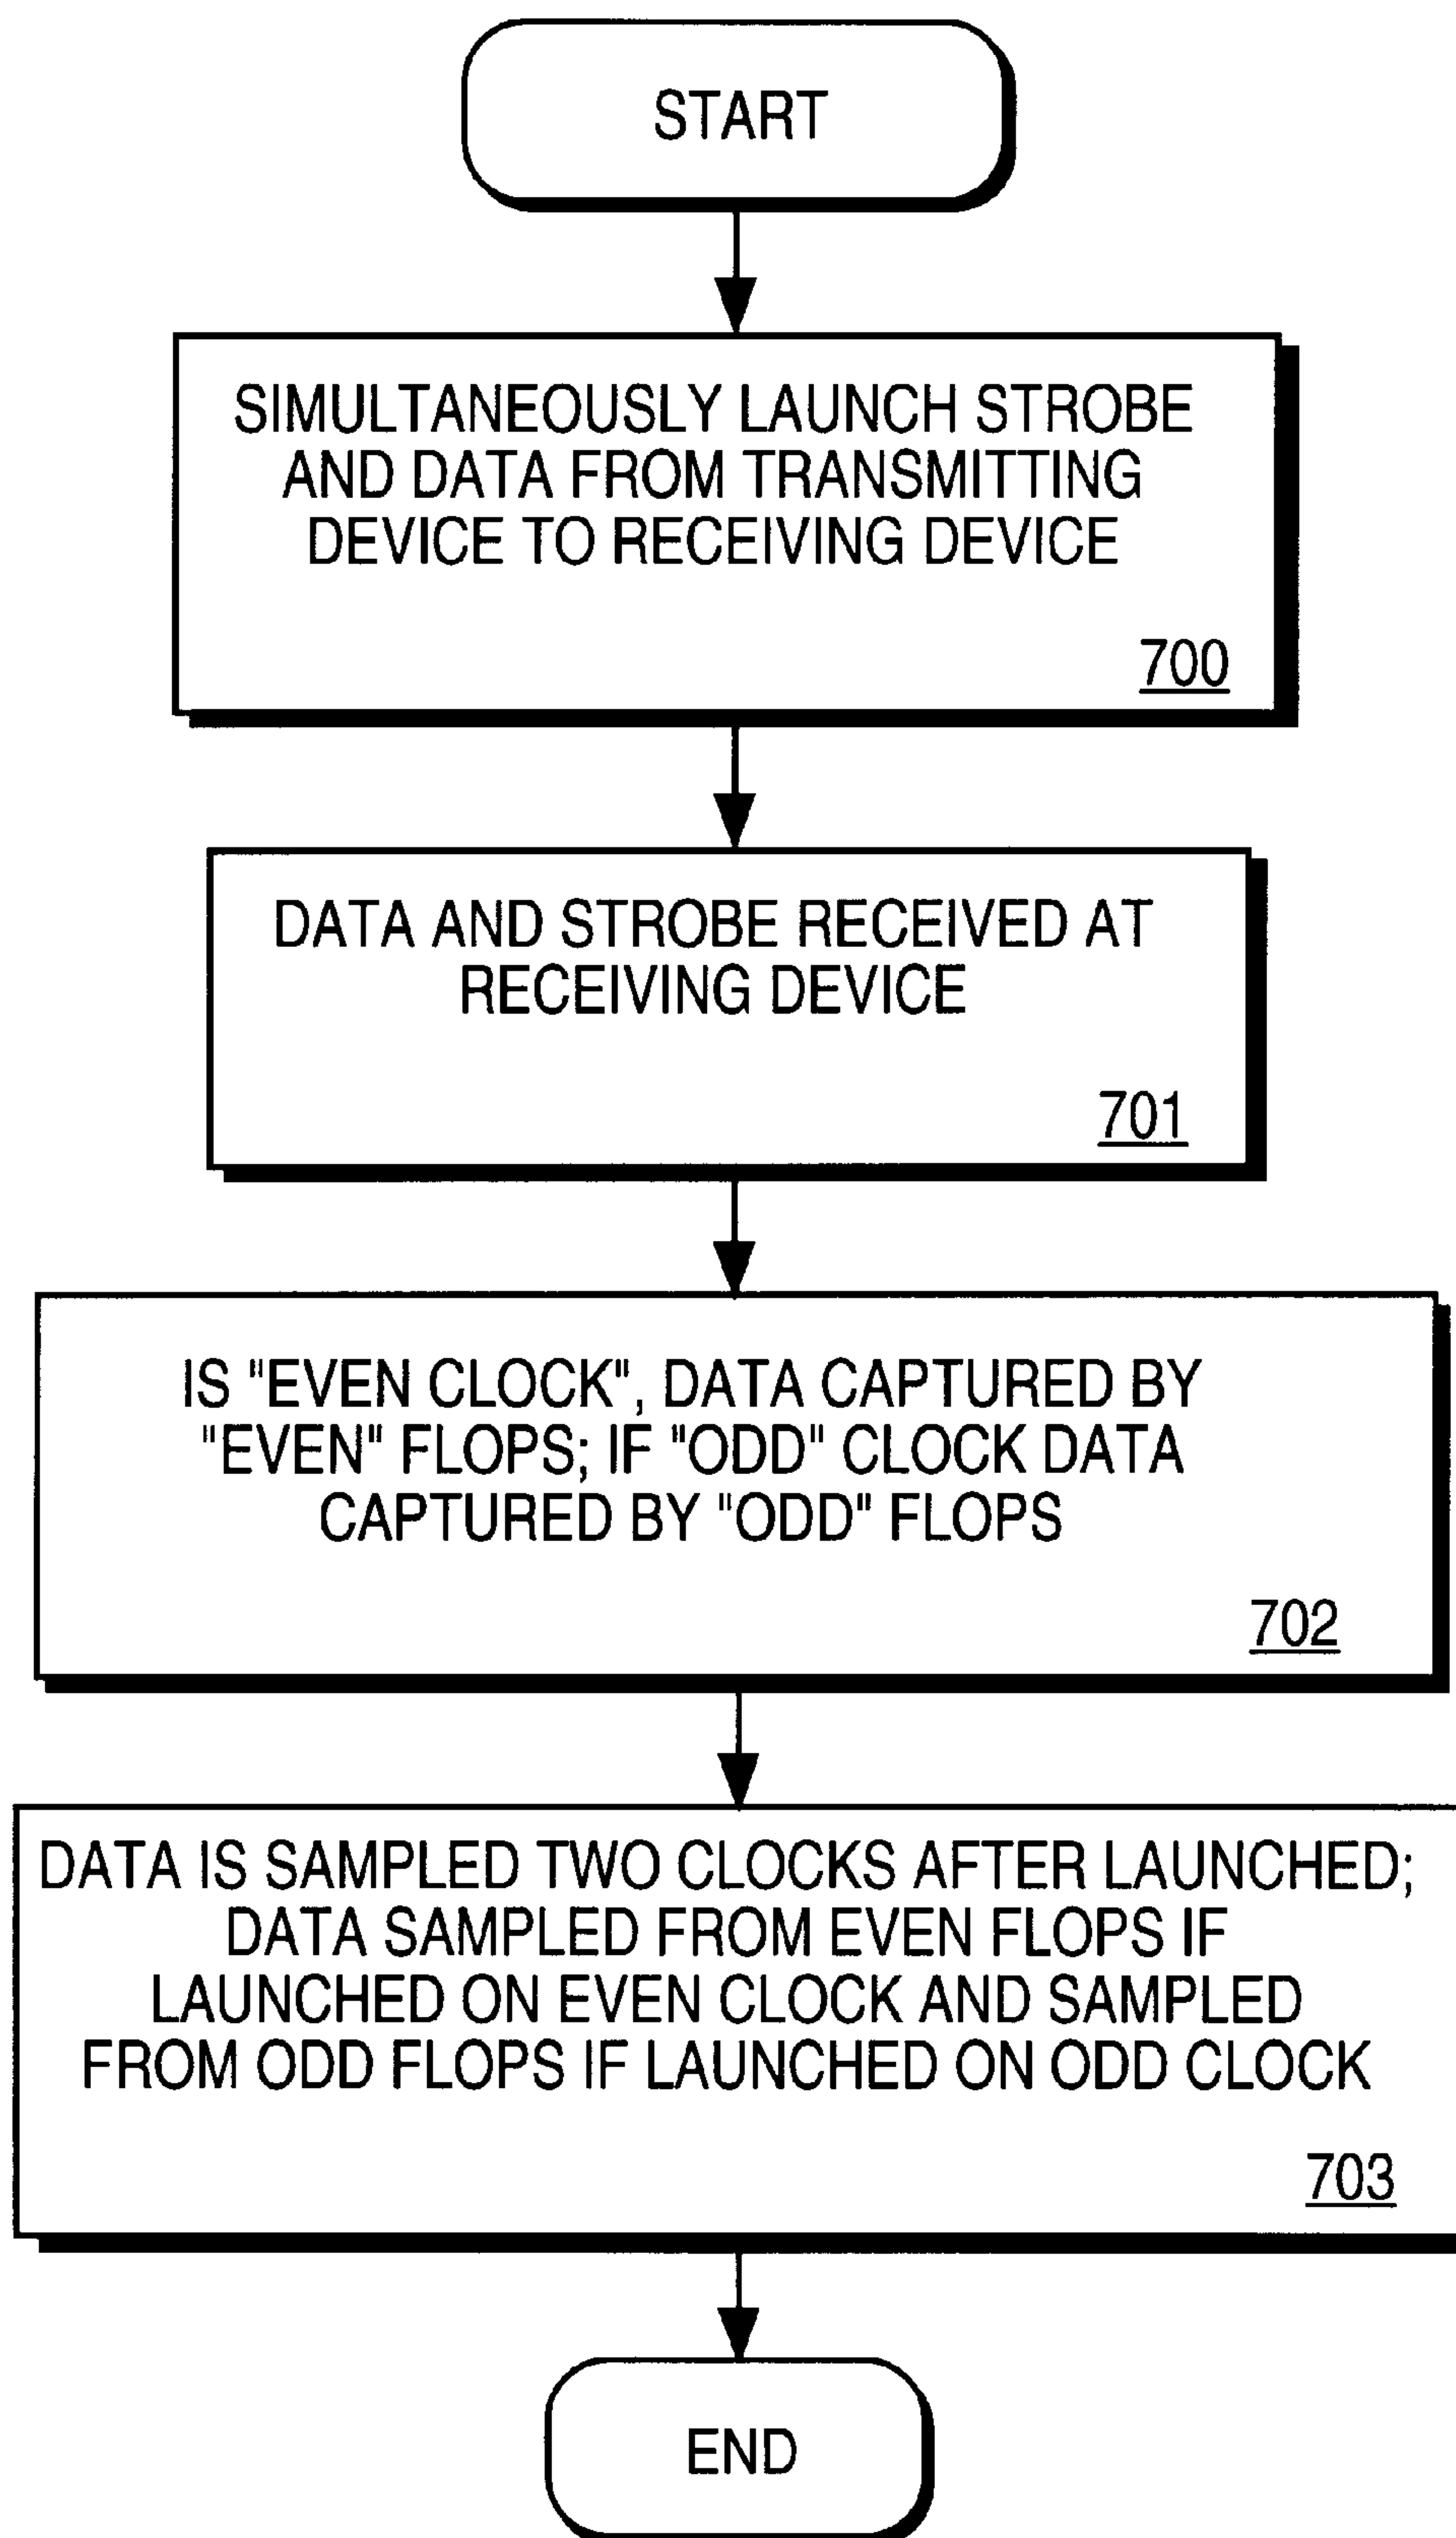 START
SIMULTANEOUSLY LAUNCH STROBE
AND DATA FROM TRANSMITTING
DEVICE TO RECEIVING DEVICE
700
DATA AND STROBE RECEIVED AT
RECEIVING DEVICE
701
IS "EVEN CLOCK", DATA CAPTURED BY
"EVEN" FLOPS; IF "ODD" CLOCK DATA
CAPTURED BY "ODD" FLOPS
702
DATA IS SAMPLED TWO CLOCKS AFTER LAUNCHED;
DATA SAMPLED FROM EVEN FLOPS IF
LAUNCHED ON EVEN CLOCK AND SAMPLED
FROM ODD FLOPS IF LAUNCHED ON ODD CLOCK
703
END